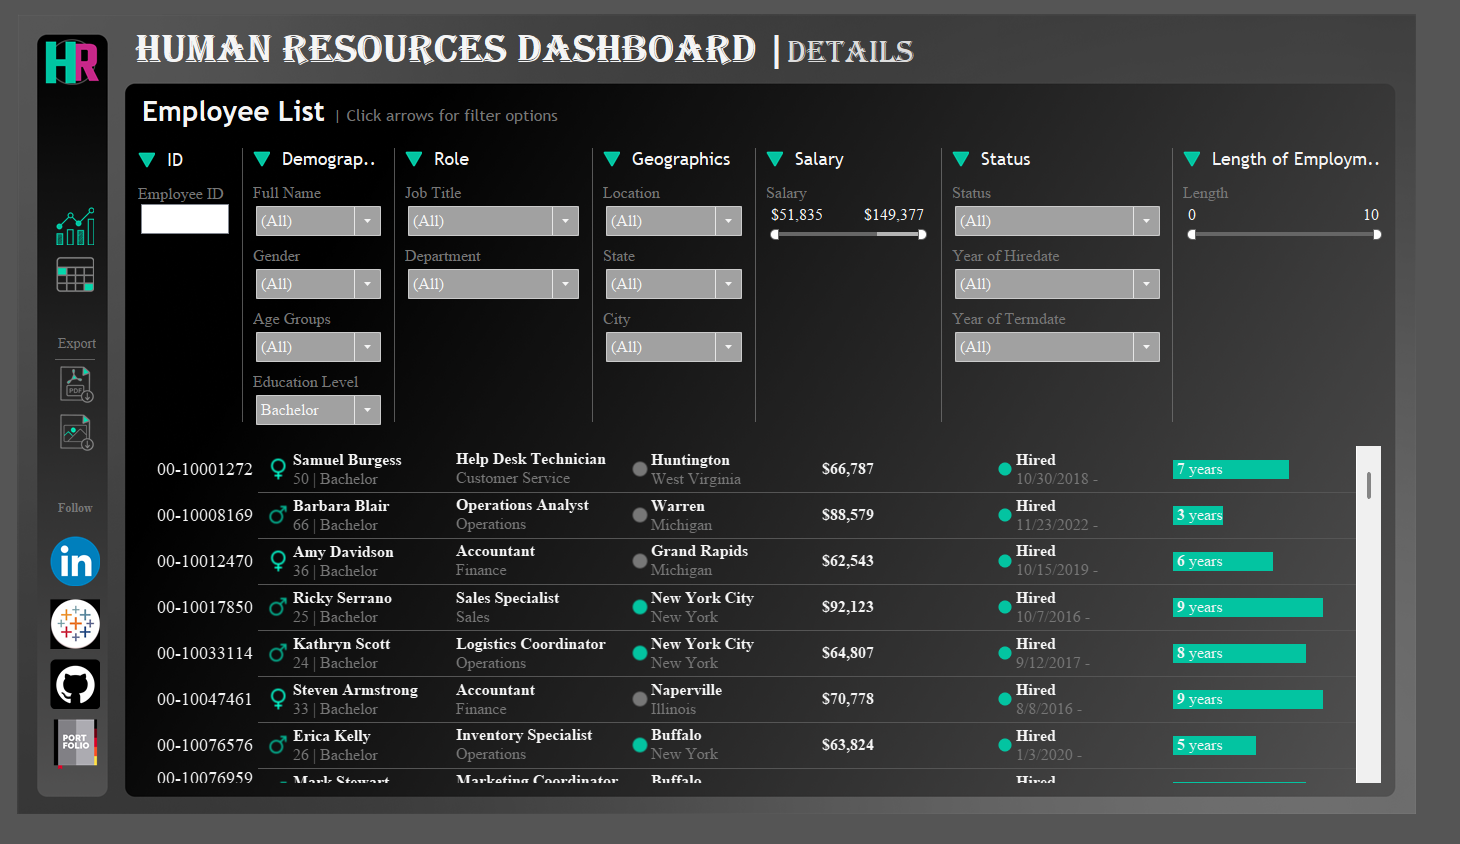 HR
HUMAN RESOURCES DASHBOARD | DETAILS
Employee List | Click arrows for filter options
ID
Demograp..
Role
Geographics
Salary
Status
Length of Employm..
Employee ID
Full Name
Job Title
Location
Salary
Status
Length
(All)
(All)
(All)
$51,835 $149,377
(All)
0 10
Gender
Department
State
Year of Hiredate
(All)
(All)
(All)
(All)
Age Groups
City
Year of Termdate
(All)
(All)
(All)
Education Level
Bachelor
Export
PDF
Follow
in
PORT
FOLIO
00-10001272 Samuel Burgess Help Desk Technician Huntington $66,787 Hired 7 years
50 | Bachelor Customer Service West Virginia 10/30/2018 -
00-10008169 Barbara Blair Operations Analyst Warren $88,579 Hired 3 years
66 | Bachelor Operations Michigan 11/23/2022 -
00-10012470 Amy Davidson Accountant Grand Rapids $62,543 Hired 6 years
36 | Bachelor Finance Michigan 10/15/2019 -
00-10017850 Ricky Serrano Sales Specialist New York City $92,123 Hired 9 years
25 | Bachelor Sales New York 10/7/2016 -
00-10033114 Kathryn Scott Logistics Coordinator New York City $64,807 Hired 8 years
24 | Bachelor Operations New York 9/12/2017 -
00-10047461 Steven Armstrong Accountant Naperville $70,778 Hired 9 years
33 | Bachelor Finance Illinois 8/8/2016 -
00-10076576 Erica Kelly Inventory Specialist Buffalo $63,824 Hired 5 years
26 | Bachelor Operations New York 1/3/2020 -
00-10076959 Mark Stewart Marketing Coordinator Buffalo Hired